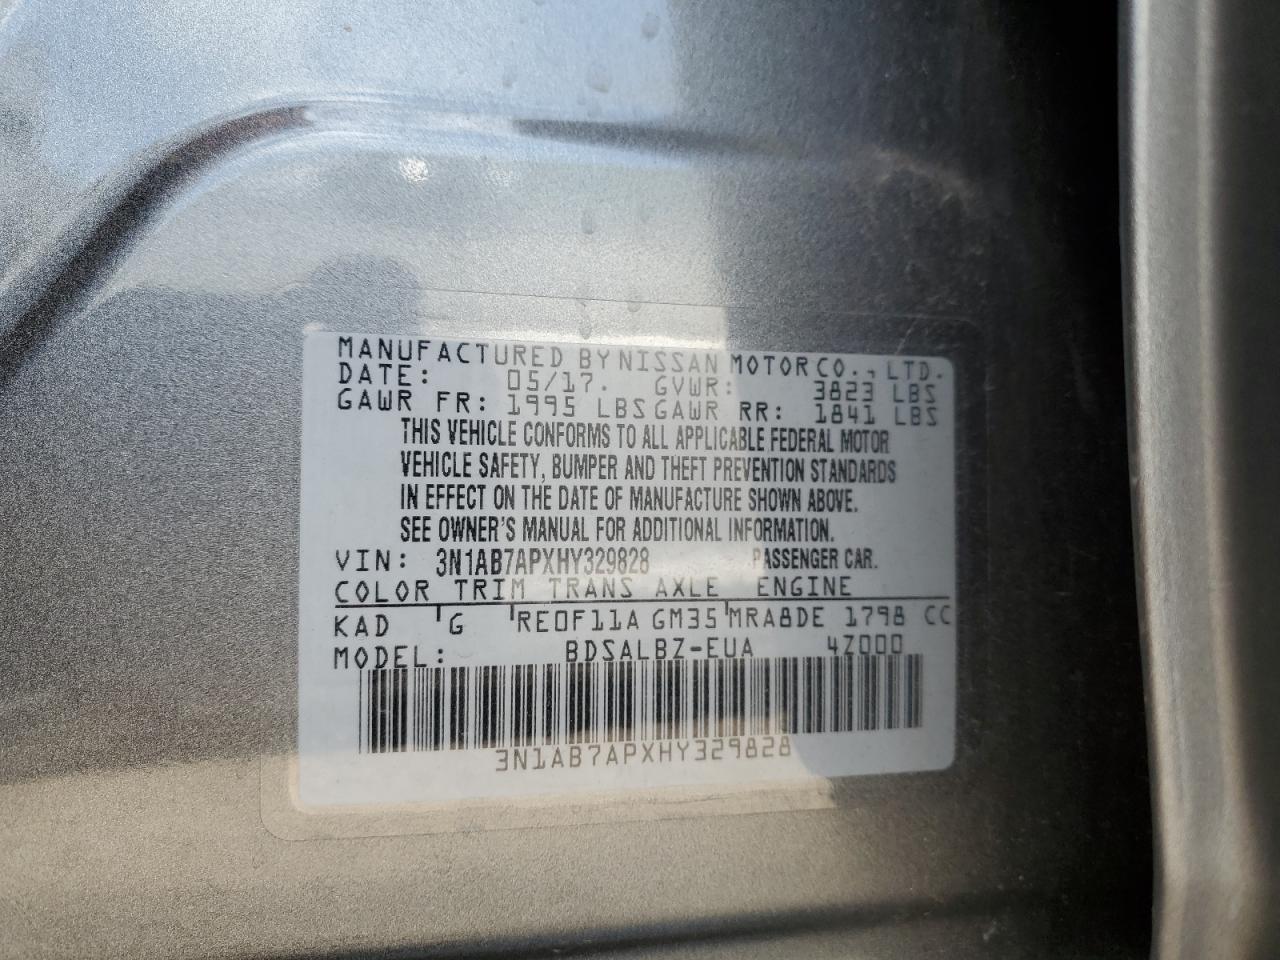 MANUFACTURED BY NISSAN MOTOR CO., LTD.
DATE: 05/17. GVWR: 3823 LBS
GAWR FR: 1995 LBS GAWR RR: 1841 LBS
THIS VEHICLE CONFORMS TO ALL APPLICABLE FEDERAL MOTOR
VEHICLE SAFETY, BUMPER AND THEFT PREVENTION STANDARDS
IN EFFECT ON THE DATE OF MANUFACTURE SHOWN ABOVE.
SEE OWNER'S MANUAL FOR ADDITIONAL INFORMATION.
VIN: 3N1AB7APXHY329828 PASSENGER CAR.
COLOR TRIM TRANS AXLE ENGINE
KAD G RE0F11A GM35 MRA8DE 1798 CC
MODEL: BDSALBZ-EUA 4Z000
3N1AB7APXHY329828